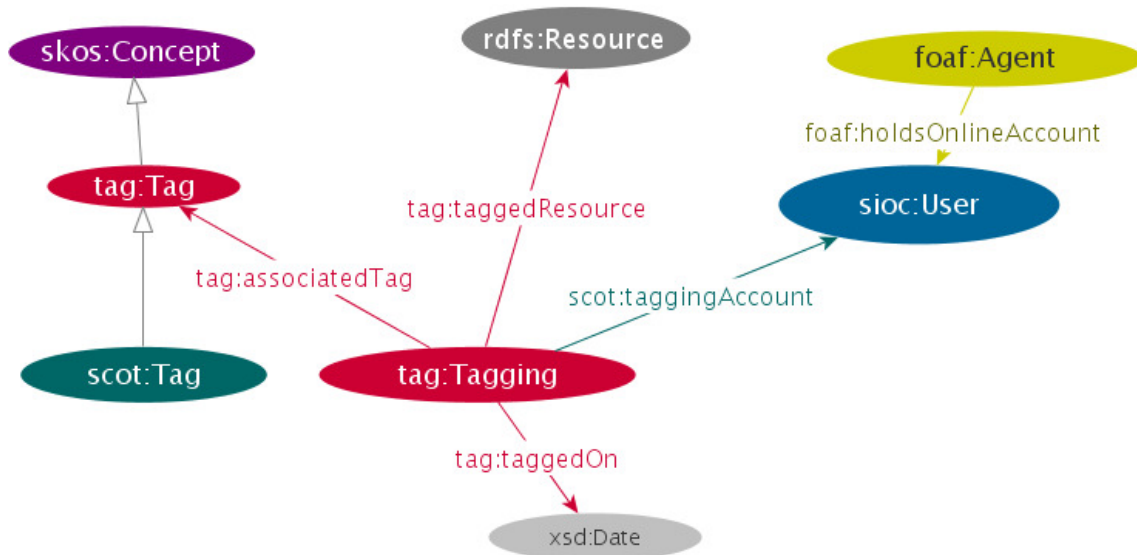 skos:Concept
rdfs:Resource
foaf:Agent
foaf:holdsOnlineAccount
tag:Tag
sioc:User
tag:taggedResource
tag:associatedTag
scot:taggingAccount
scot:Tag
tag:Tagging
tag:taggedOn
xsd:Date